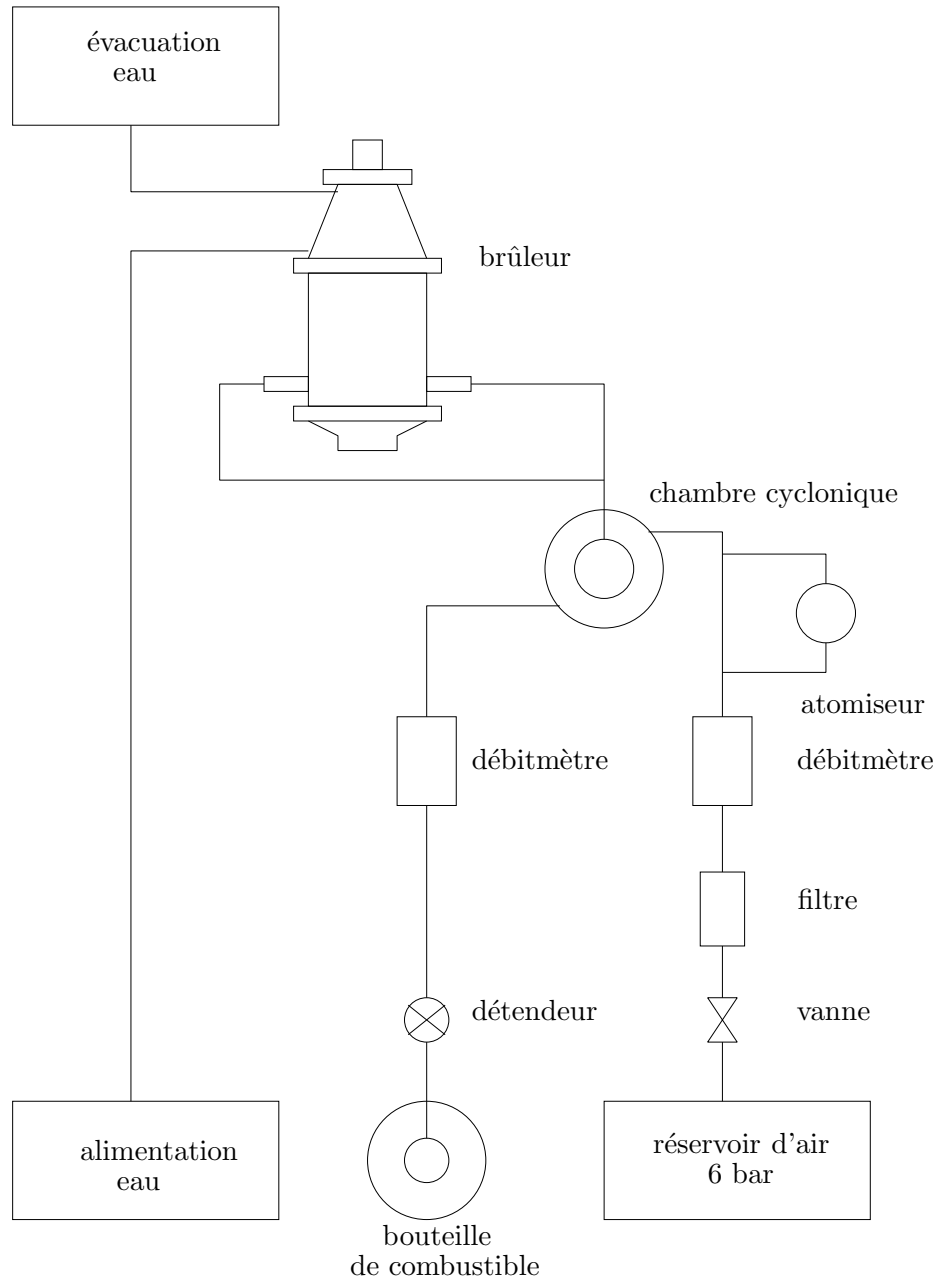 évacuation
eau
brûleur
chambre cyclonique
atomiseur
débitmètre
débitmètre
filtre
détendeur
vanne
alimentation
eau
réservoir d'air
6 bar
bouteille
de combustible